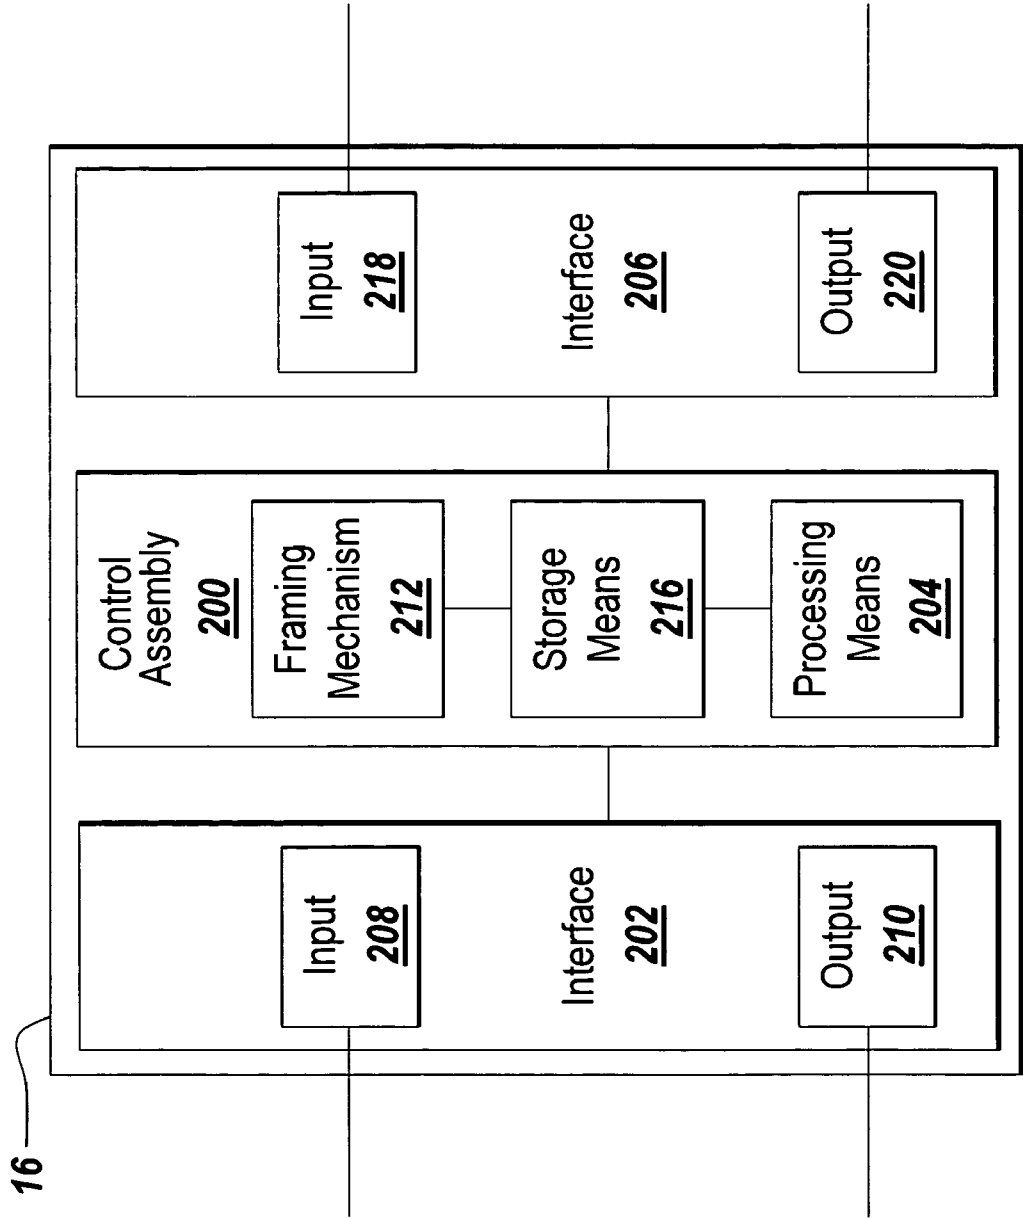 16
Input
208
Interface
202
Output
210
Control
Assembly
200
Framing
Mechanism
212
Storage
Means
216
Processing
Means
204
Input
218
Interface
206
Output
220